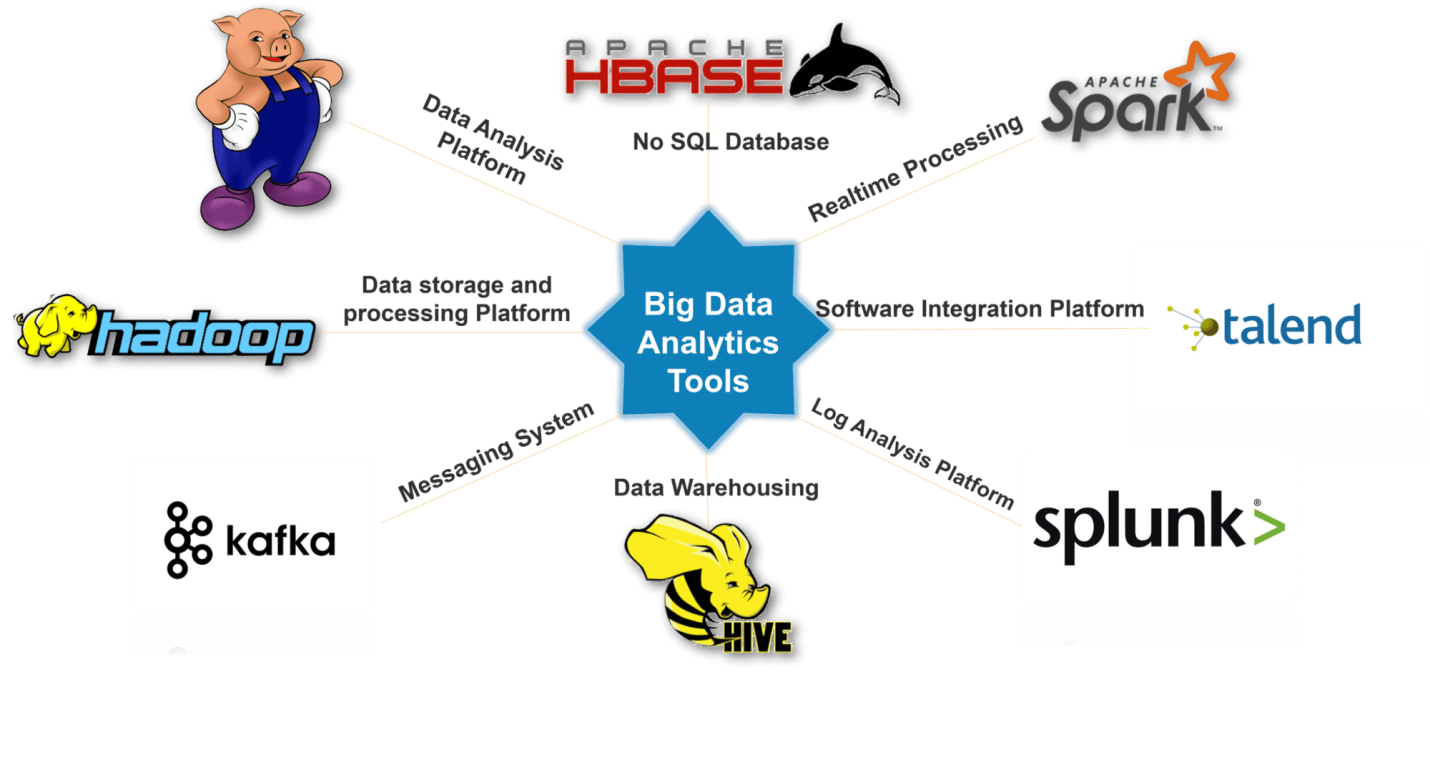 APACHE
HBASE
APACHE
Spark™
Data Analysis
Platform
No SQL Database
Realtime Processing
hadoop
Data storage and
processing Platform
Big Data
Analytics
Tools
Software Integration Platform
talend
Messaging System
Log Analysis Platform
kafka
Data Warehousing
HIVE
splunk®>